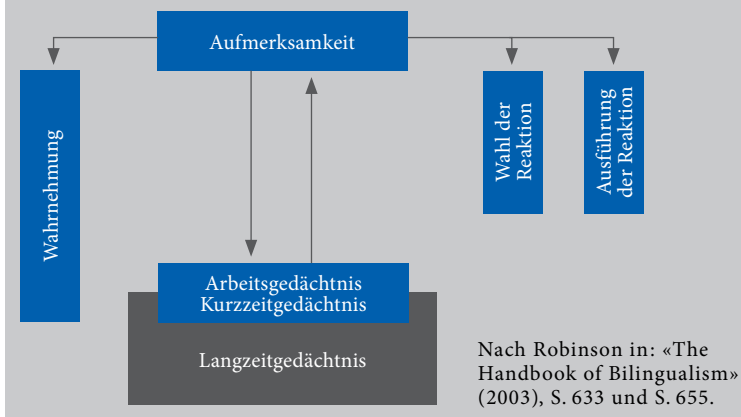 Aufmerksamkeit
Wahrnehmung
Wahl der
Reaktion
Ausführung
der Reaktion
Arbeitsgedächtnis
Kurzzeitgedächtnis
Langzeitgedächtnis
Nach Robinson in: «The
Handbook of Bilingualism»
(2003), S. 633 und S. 655.